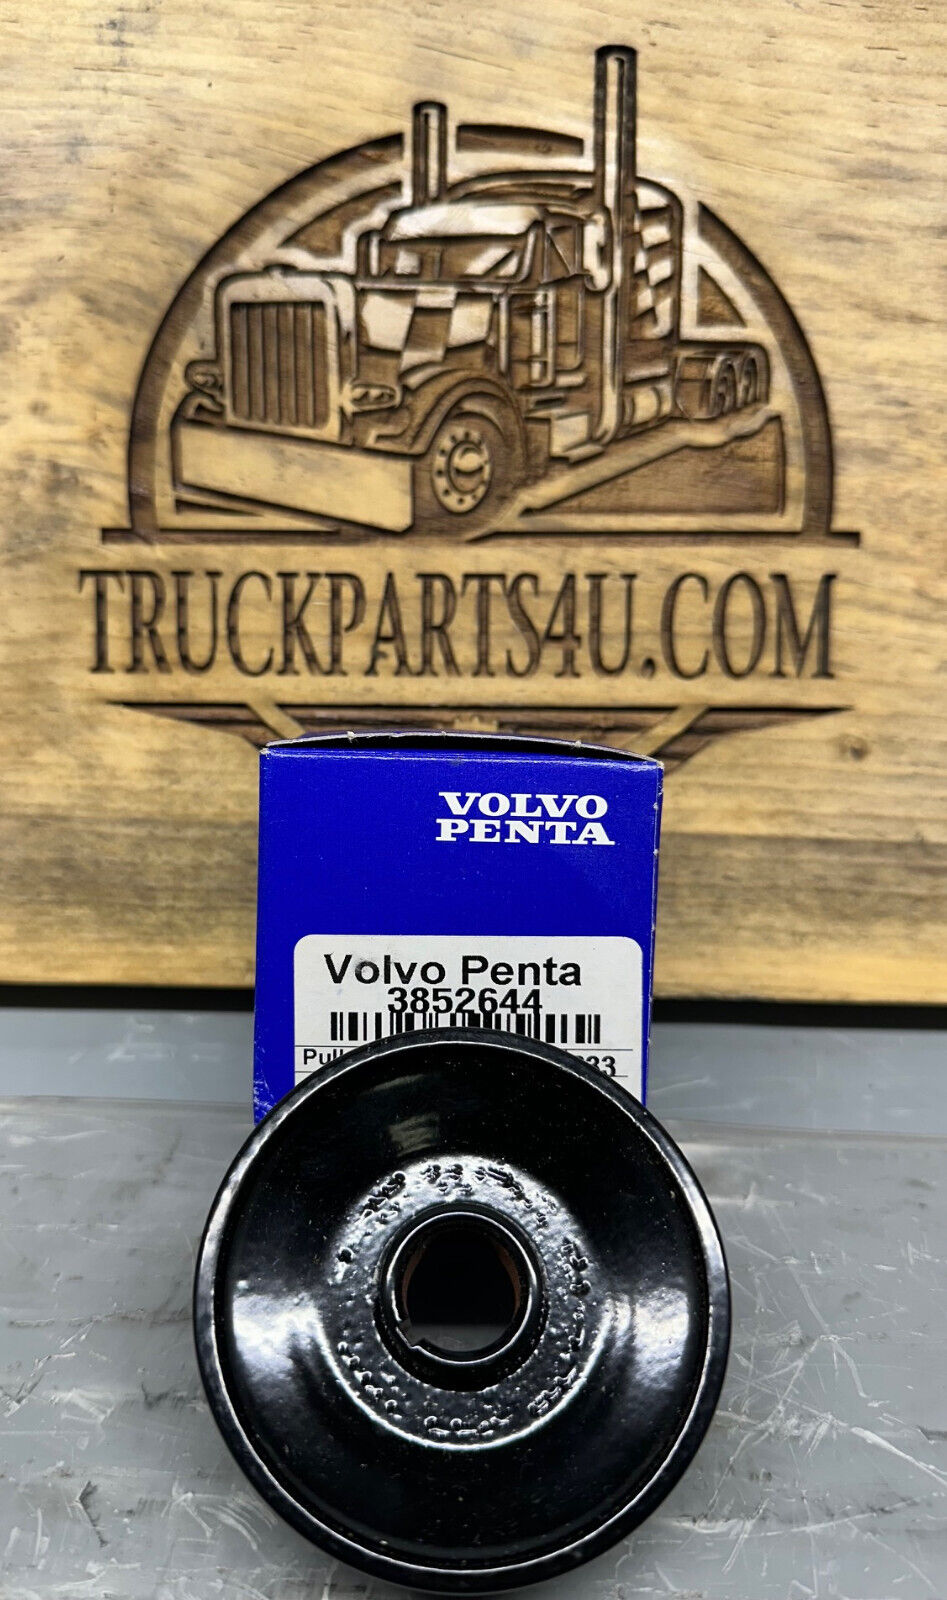 TRUCKPARTS4U.COM
VOLVO
PENTA
Volvo Penta
3852644